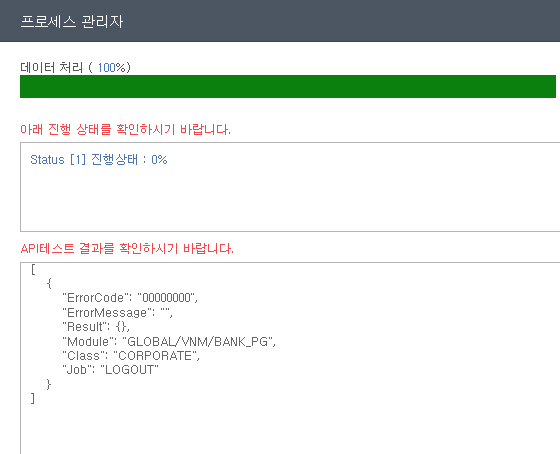 프로세스 관리자
데이터 처리 ( 100%)
아래 진행 상태를 확인하시기 바랍니다.
Status [1] 진행상태 : 0%
API테스트 결과를 확인하시기 바랍니다.
[
{
"ErrorCode": "00000000",
"ErrorMessage": "",
"Result": {},
"Module": "GLOBAL/VNM/BANK_PG",
"Class": "CORPORATE",
"Job": "LOGOUT"
}
]